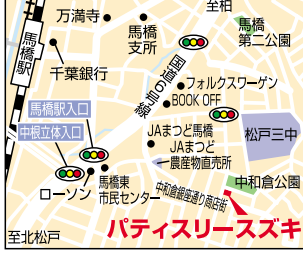 至柏
万満寺
馬橋
支所
馬橋
第二公園
馬橋駅
千葉銀行
国道6号線
フォルクスワーゲン
BOOK OFF
馬橋駅入口
中根立体入口
JAまつど馬橋
JAまつど
農産物直売所
松戸三中
ローソン
馬橋東
市民センター
中和倉銀座通り商店街
中和倉公園
パティスリースズキ
至北松戸